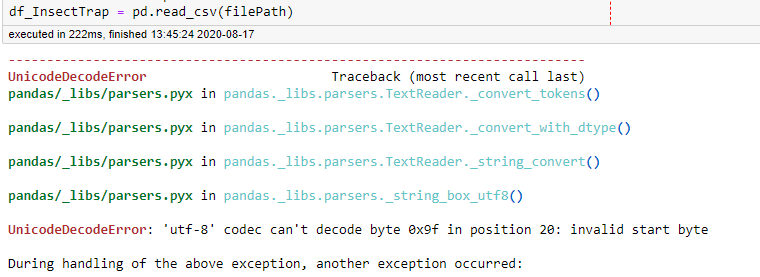 df_InsectTrap = pd.read_csv(filePath)
executed in 222ms, finished 13:45:24 2020-08-17
---------------------------------------------------------------------------
UnicodeDecodeError                        Traceback (most recent call last)
pandas/_libs/parsers.pyx in pandas._libs.parsers.TextReader._convert_tokens()
pandas/_libs/parsers.pyx in pandas._libs.parsers.TextReader._convert_with_dtype()
pandas/_libs/parsers.pyx in pandas._libs.parsers.TextReader._string_convert()
pandas/_libs/parsers.pyx in pandas._libs.parsers._string_box_utf8()
UnicodeDecodeError: 'utf-8' codec can't decode byte 0x9f in position 20: invalid start byte
During handling of the above exception, another exception occurred: